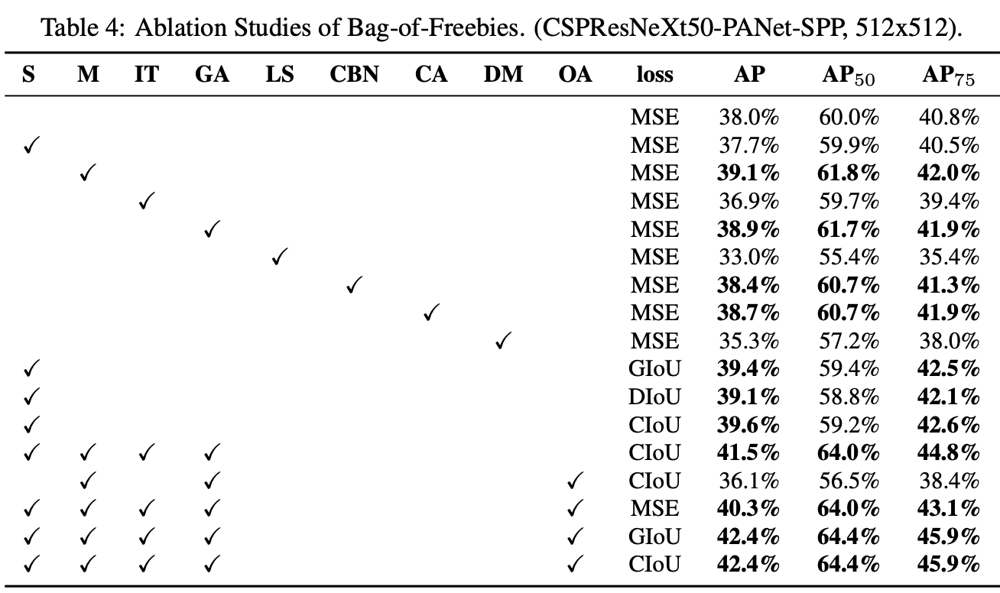 Table 4: Ablation Studies of Bag-of-Freebies. (CSPResNeXt50-PANet-SPP, 512x512).
S M IT GA LS CBN CA DM OA loss AP AP50 AP75
MSE 38.0% 60.0% 40.8%
✓ MSE 37.7% 59.9% 40.5%
✓ MSE 39.1% 61.8% 42.0%
✓ MSE 36.9% 59.7% 39.4%
✓ MSE 38.9% 61.7% 41.9%
✓ MSE 33.0% 55.4% 35.4%
✓ MSE 38.4% 60.7% 41.3%
✓ MSE 38.7% 60.7% 41.9%
✓ MSE 35.3% 57.2% 38.0%
✓ GIoU 39.4% 59.4% 42.5%
✓ DIoU 39.1% 58.8% 42.1%
✓ CIoU 39.6% 59.2% 42.6%
✓ ✓ ✓ ✓ CIoU 41.5% 64.0% 44.8%
✓ ✓ ✓ CIoU 36.1% 56.5% 38.4%
✓ ✓ ✓ ✓ ✓ MSE 40.3% 64.0% 43.1%
✓ ✓ ✓ ✓ ✓ GIoU 42.4% 64.4% 45.9%
✓ ✓ ✓ ✓ ✓ CIoU 42.4% 64.4% 45.9%